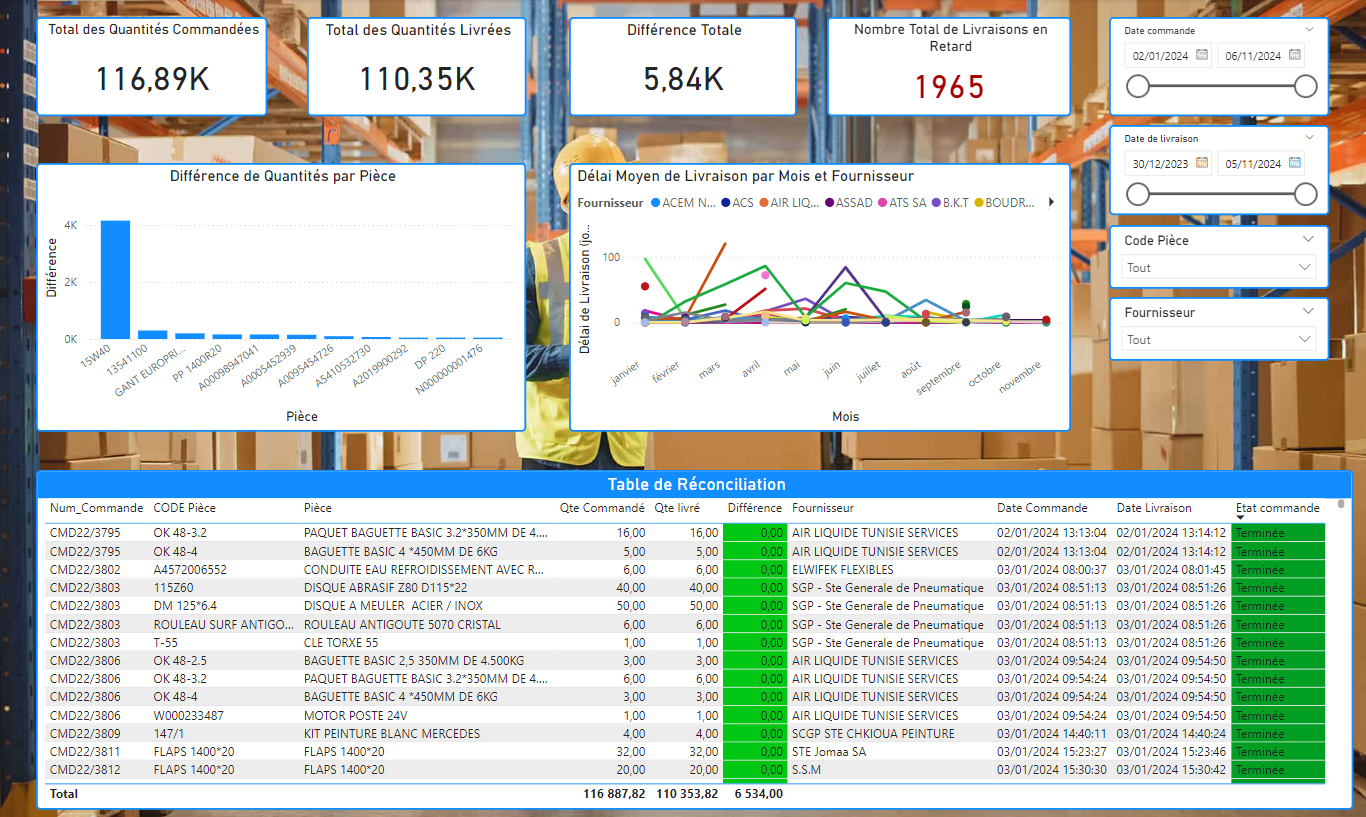 Total des Quantités Commandées
116,89K
Total des Quantités Livrées
110,35K
Différence Totale
5,84K
Nombre Total de Livraisons en
Retard
1965
Date commande
02/01/2024 06/11/2024
Date de livraison
30/12/2023 05/11/2024
Code Pièce
Tout
Fournisseur
Tout
Différence de Quantités par Pièce
Différence
4K
2K
0K
15W40
13541100
GANT EUROPRI...
PP 1400R20
A00098947041
A0005452939
A0095454726
A5410532730
A2019900292
DP 220
N000000001476
Pièce
Délai Moyen de Livraison par Mois et Fournisseur
Fournisseur ACEM N... ACS AIR LIQ... ASSAD ATS SA B.K.T BOUDR...
Délai de Livraison (jo...
100
0
janvier
février
mars
avril
mai
juin
juillet
août
septembre
octobre
novembre
Mois
Table de Réconciliation
Num_Commande CODE Pièce Pièce Qte Commandé Qte livré Différence Fournisseur Date Commande Date Livraison Etat commande
CMD22/3795 OK 48-3.2 PAQUET BAGUETTE BASIC 3.2*350MM DE 4.... 16,00 16,00 0,00 AIR LIQUIDE TUNISIE SERVICES 02/01/2024 13:13:04 02/01/2024 13:14:12 Terminée
CMD22/3795 OK 48-4 BAGUETTE BASIC 4 *450MM DE 6KG 5,00 5,00 0,00 AIR LIQUIDE TUNISIE SERVICES 02/01/2024 13:13:04 02/01/2024 13:14:12 Terminée
CMD22/3802 A4572006552 CONDUITE EAU REFROIDISSEMENT AVEC R... 6,00 6,00 0,00 ELWIFEK FLEXIBLES 03/01/2024 08:00:37 03/01/2024 08:01:45 Terminée
CMD22/3803 115Z60 DISQUE ABRASIF Z80 D115*22 40,00 40,00 0,00 SGP - Ste Generale de Pneumatique 03/01/2024 08:51:13 03/01/2024 08:51:26 Terminée
CMD22/3803 DM 125*6.4 DISQUE A MEULER  ACIER / INOX 50,00 50,00 0,00 SGP - Ste Generale de Pneumatique 03/01/2024 08:51:13 03/01/2024 08:51:26 Terminée
CMD22/3803 ROULEAU SURF ANTIGO... ROULEAU ANTIGOUTE 5070 CRISTAL 6,00 6,00 0,00 SGP - Ste Generale de Pneumatique 03/01/2024 08:51:13 03/01/2024 08:51:26 Terminée
CMD22/3803 T-55 CLE TORXE 55 1,00 1,00 0,00 SGP - Ste Generale de Pneumatique 03/01/2024 08:51:13 03/01/2024 08:51:26 Terminée
CMD22/3806 OK 48-2.5 BAGUETTE BASIC 2,5 350MM DE 4.500KG 3,00 3,00 0,00 AIR LIQUIDE TUNISIE SERVICES 03/01/2024 09:54:24 03/01/2024 09:54:50 Terminée
CMD22/3806 OK 48-3.2 PAQUET BAGUETTE BASIC 3.2*350MM DE 4.... 6,00 6,00 0,00 AIR LIQUIDE TUNISIE SERVICES 03/01/2024 09:54:24 03/01/2024 09:54:50 Terminée
CMD22/3806 OK 48-4 BAGUETTE BASIC 4 *450MM DE 6KG 3,00 3,00 0,00 AIR LIQUIDE TUNISIE SERVICES 03/01/2024 09:54:24 03/01/2024 09:54:50 Terminée
CMD22/3806 W000233487 MOTOR POSTE 24V 1,00 1,00 0,00 AIR LIQUIDE TUNISIE SERVICES 03/01/2024 09:54:24 03/01/2024 09:54:50 Terminée
CMD22/3809 147/1 KIT PEINTURE BLANC MERCEDES 4,00 4,00 0,00 SCGP STE CHKIOUA PEINTURE 03/01/2024 14:40:11 03/01/2024 14:40:24 Terminée
CMD22/3811 FLAPS 1400*20 FLAPS 1400*20 32,00 32,00 0,00 STE Jomaa SA 03/01/2024 15:23:27 03/01/2024 15:23:46 Terminée
CMD22/3812 FLAPS 1400*20 FLAPS 1400*20 20,00 20,00 0,00 S.S.M 03/01/2024 15:30:30 03/01/2024 15:30:42 Terminée
Total 116 887,82 110 353,82 6 534,00